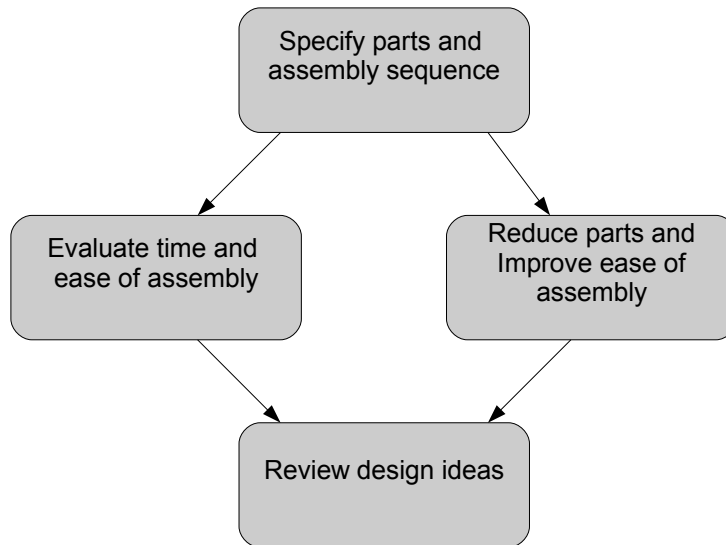 Specify parts and
assembly sequence
Evaluate time and
ease of assembly
Reduce parts and
Improve ease of
assembly
Review design ideas